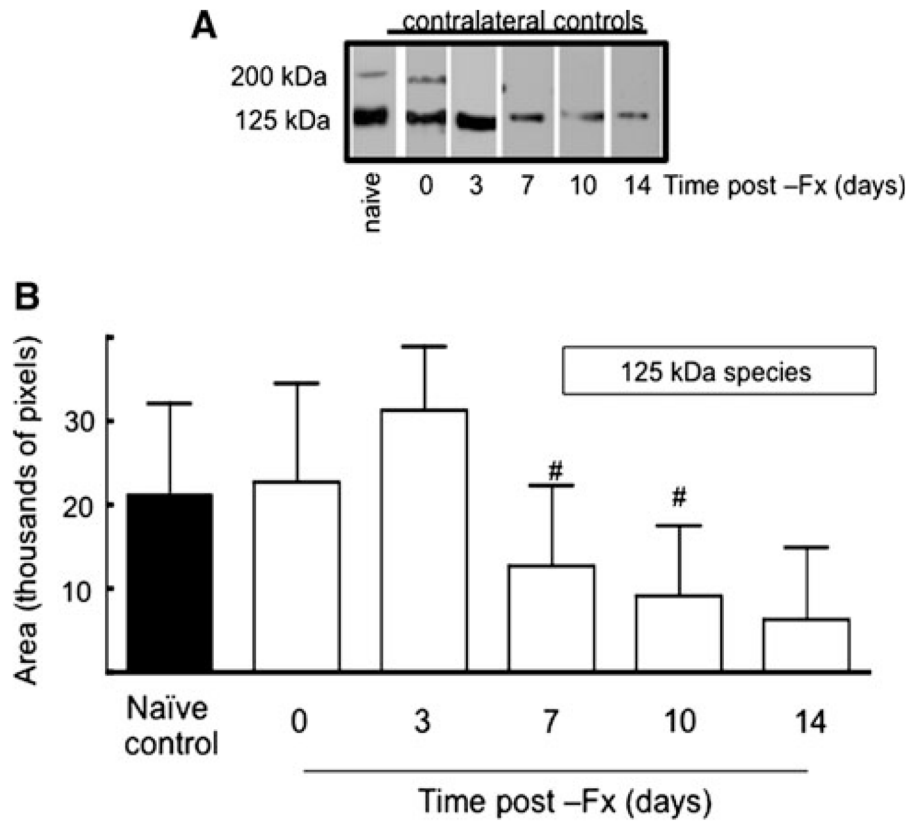 A
contralateral controls
200 kDa
125 kDa
naive
0 3 7 10 14 Time post –Fx (days)
B
Area (thousands of pixels)
30
20
10
125 kDa species
#
#
Naïve
control
0 3 7 10 14
Time post –Fx (days)